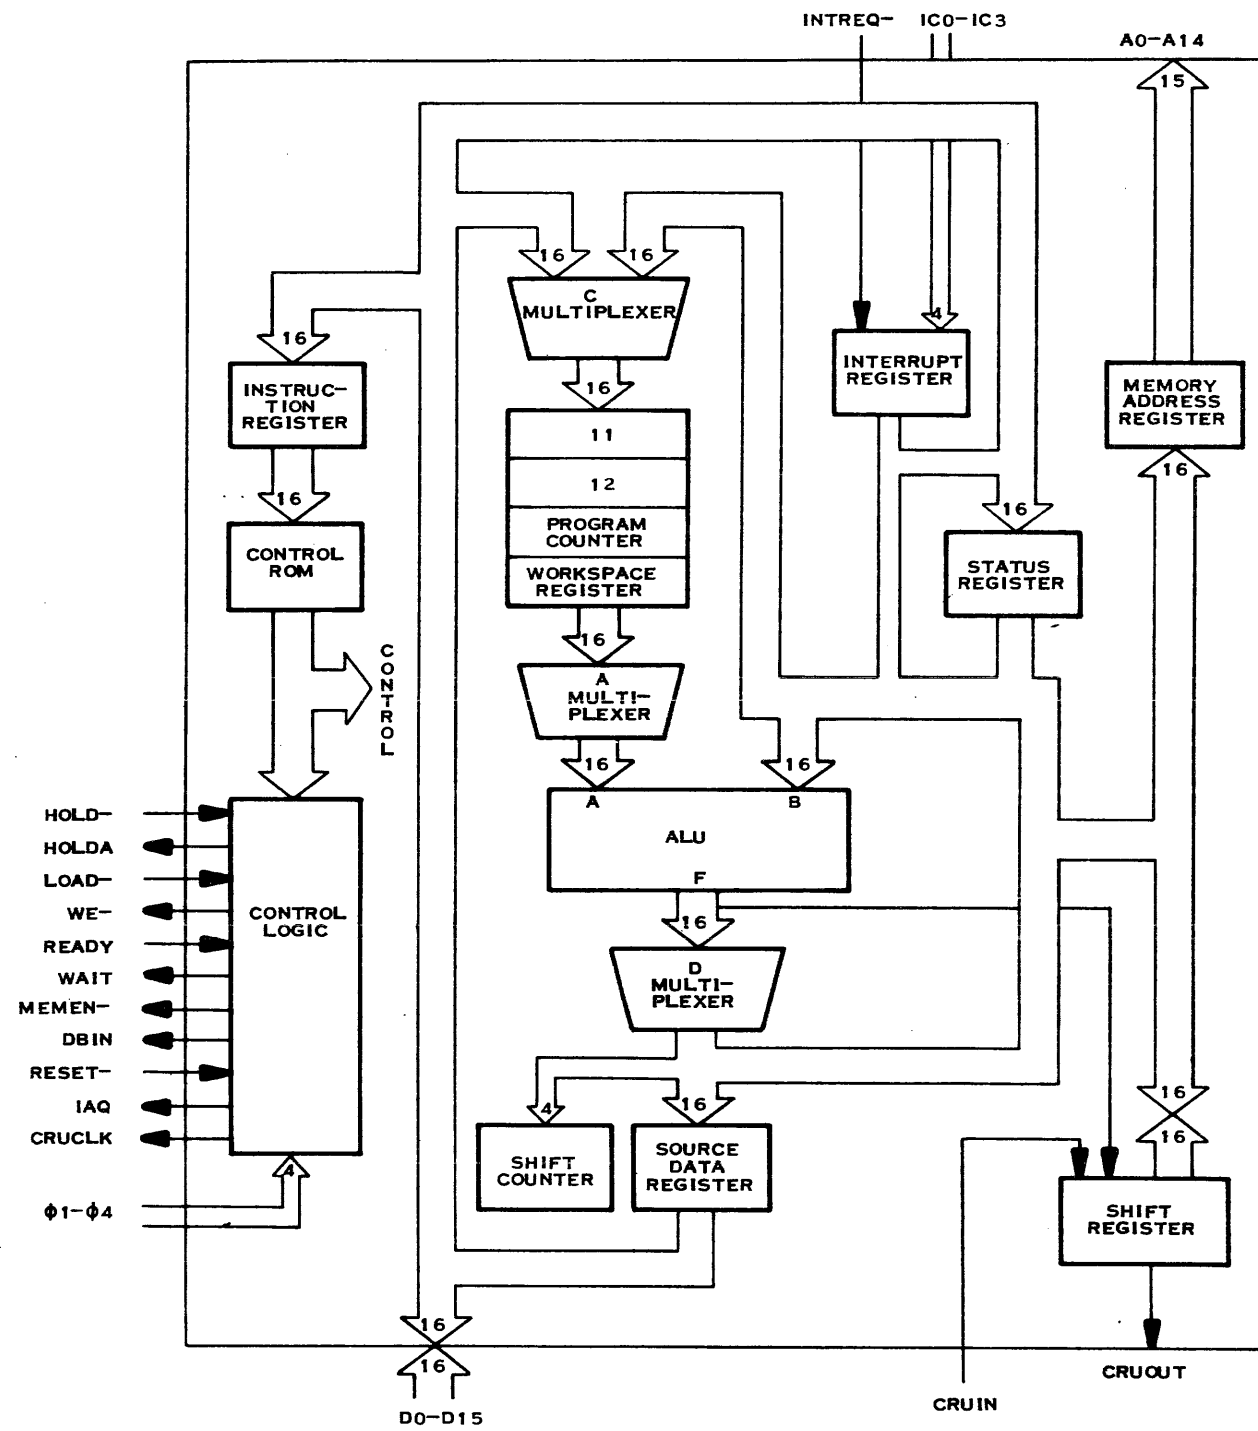 INTREQ-
IC0-IC3
A0-A14
15
16
16
C
MULTIPLEXER
4
16
INSTRUC-
TION
REGISTER
INTERRUPT
REGISTER
MEMORY
ADDRESS
REGISTER
16
11
12
PROGRAM
COUNTER
WORKSPACE
REGISTER
16
16
16
CONTROL
ROM
STATUS
REGISTER
16
A
MULTI-
PLEXER
CONTROL
16
16
A
B
ALU
F
HOLD-
HOLDA
LOAD-
WE-
READY
WAIT
MEMEN-
DBIN
RESET-
IAQ
CRUCLK
CONTROL
LOGIC
16
D
MULTI-
PLEXER
4
16
16
16
SHIFT
COUNTER
SOURCE
DATA
REGISTER
4
ϕ1-ϕ4
SHIFT
REGISTER
16
16
D0-D15
CRUIN
CRUOUT